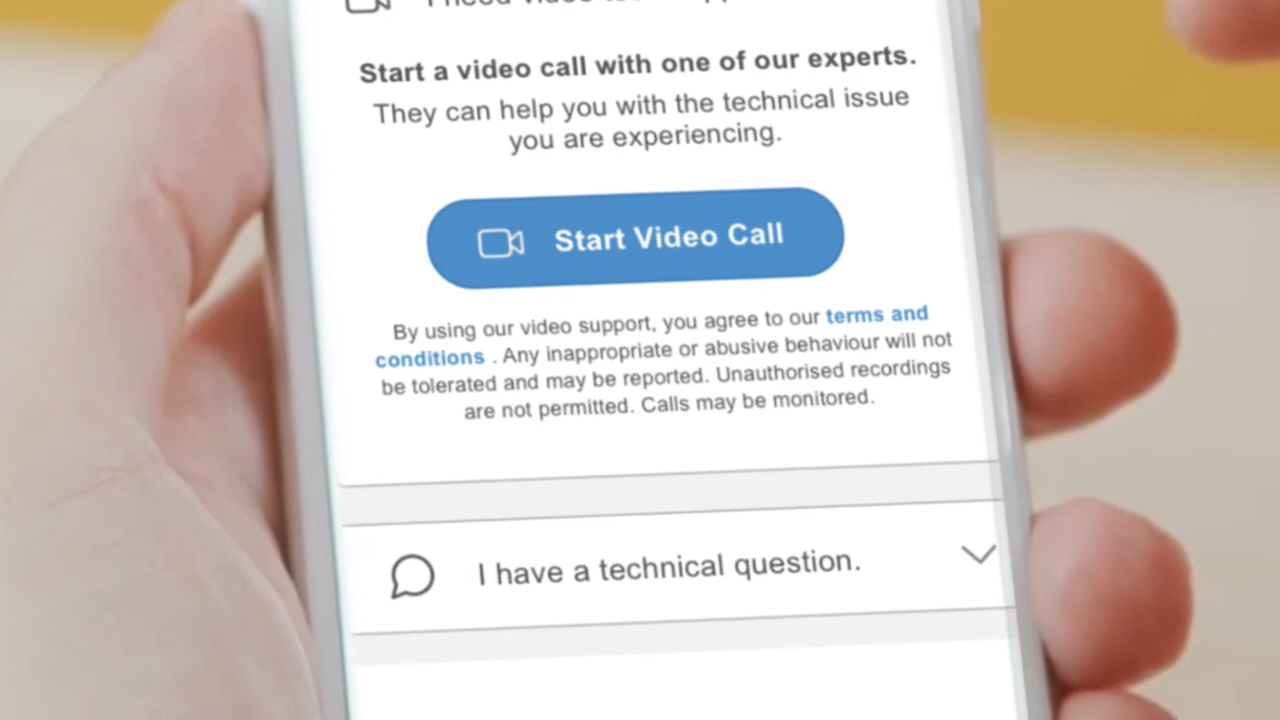 I need video
Start a video call with one of our experts.
They can help you with the technical issue
you are experiencing.
Start Video Call
By using our video support, you agree to our terms and
conditions . Any inappropriate or abusive behaviour will not
be tolerated and may be reported. Unauthorised recordings
are not permitted. Calls may be monitored.
I have a technical question.